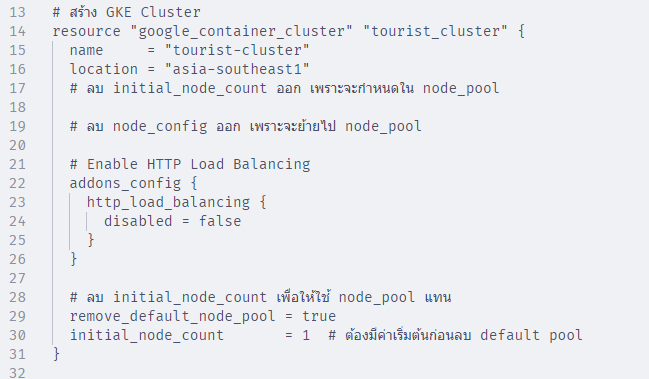 13 # สร้าง GKE Cluster
14 resource "google_container_cluster" "tourist_cluster" {
15   name     = "tourist-cluster"
16   location = "asia-southeast1"
17   # ลบ initial_node_count ออก เพราะจะกำหนดใน node_pool
18
19   # ลบ node_config ออก เพราะจะย้ายไป node_pool
20
21   # Enable HTTP Load Balancing
22   addons_config {
23     http_load_balancing {
24       disabled = false
25     }
26   }
27
28   # ลบ initial_node_count เพื่อให้ใช้ node_pool แทน
29   remove_default_node_pool = true
30   initial_node_count       = 1  # ต้องมีค่าเริ่มต้นก่อนลบ default pool
31 }
32